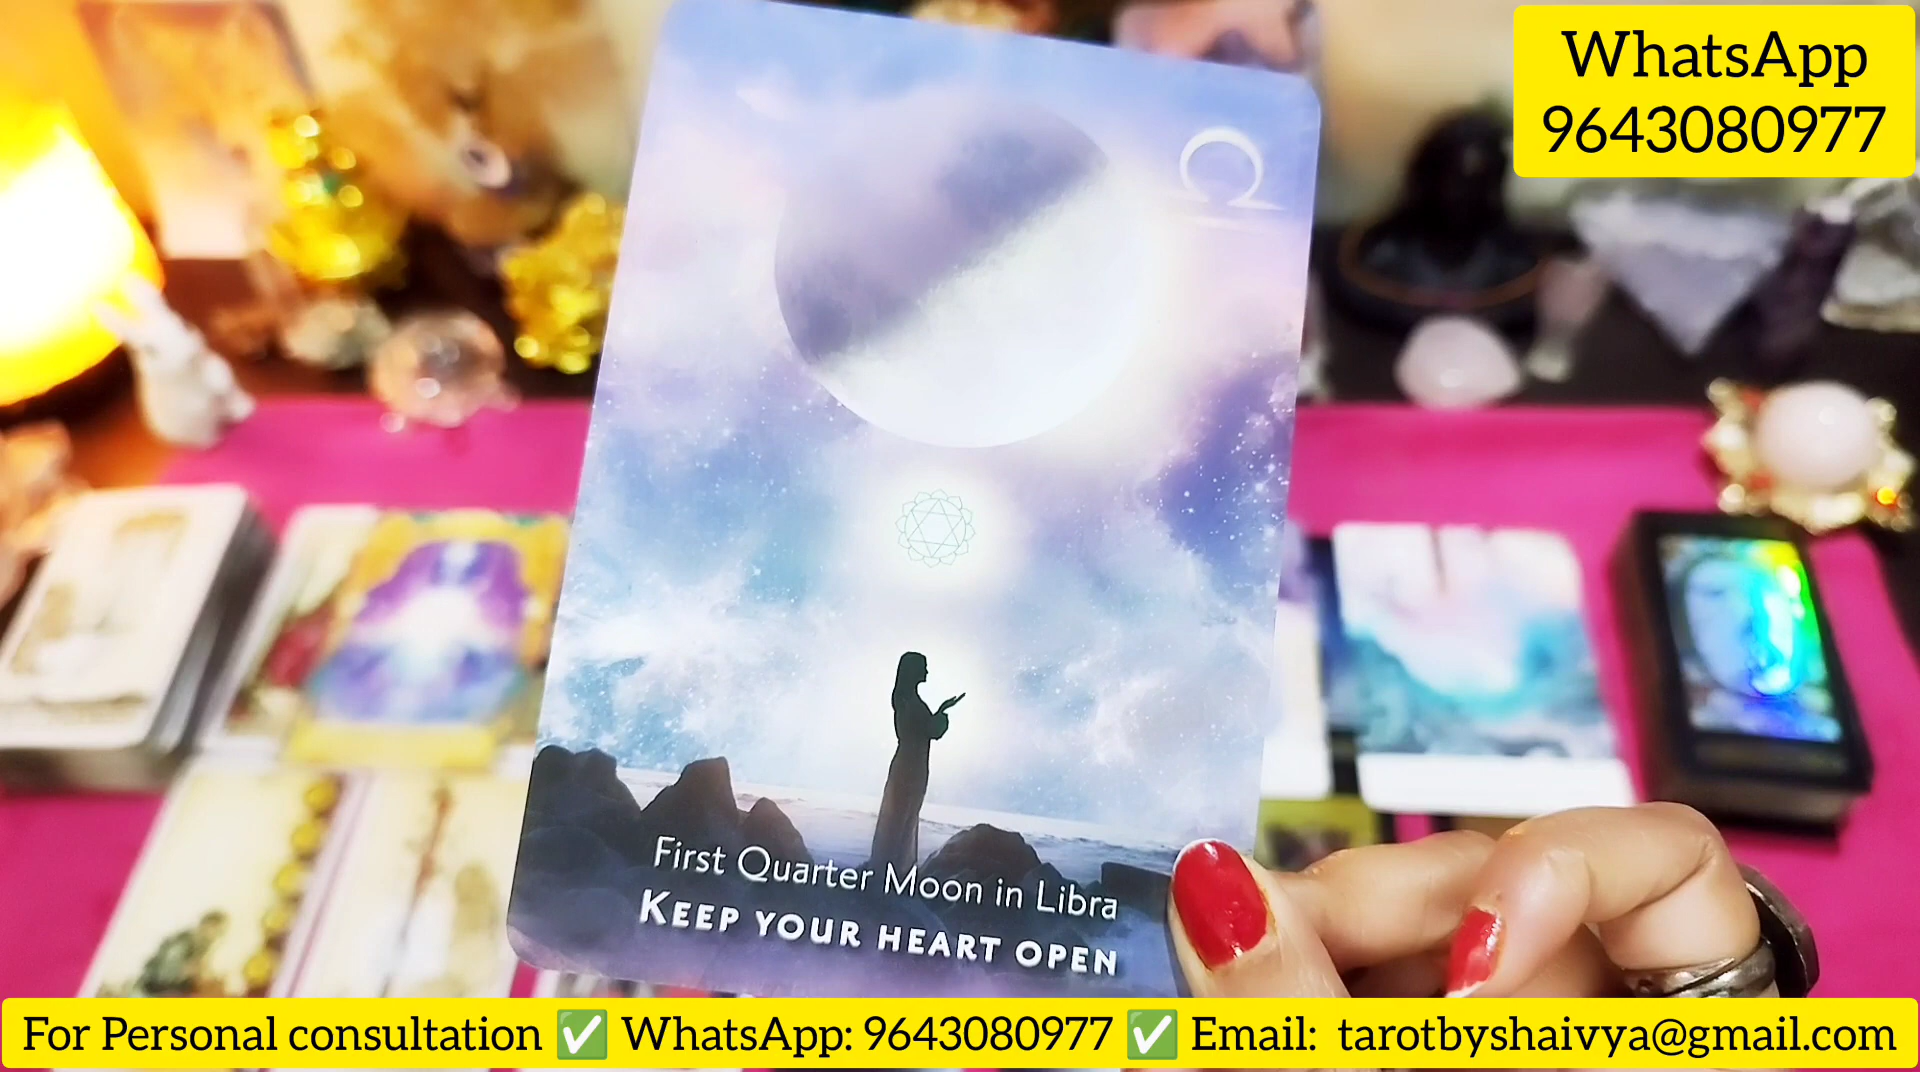 WhatsApp
9643080977
First Quarter Moon in Libra
KEEP YOUR HEART OPEN
For Personal consultation ✅ WhatsApp: 9643080977 ✅ Email: tarotbyshaivya@gmail.com